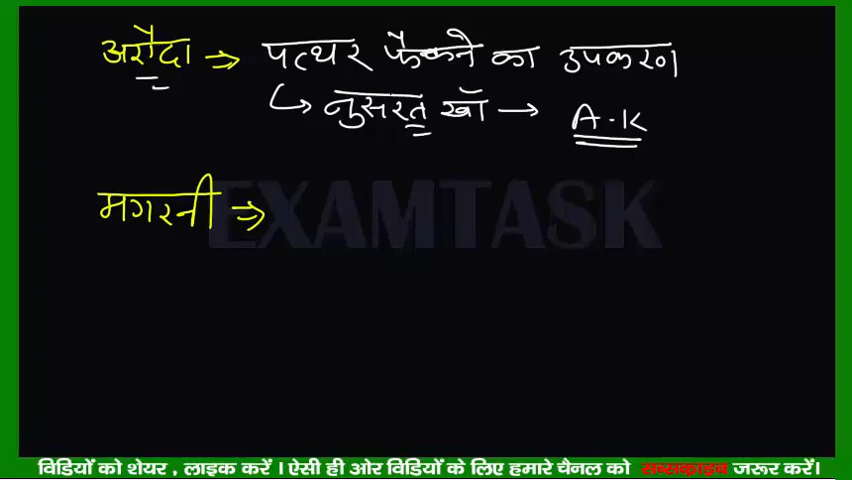 अरौदा ⇒ पत्थर फैकने का उपकरण
↳ नुसरत खाँ → A.K
मगरनी ⇒
EXAMTASK
विडियों को शेयर , लाइक करें । ऐसी ही ओर विडियों के लिए हमारे चैनल को सब्सक्राइब जरूर करें।